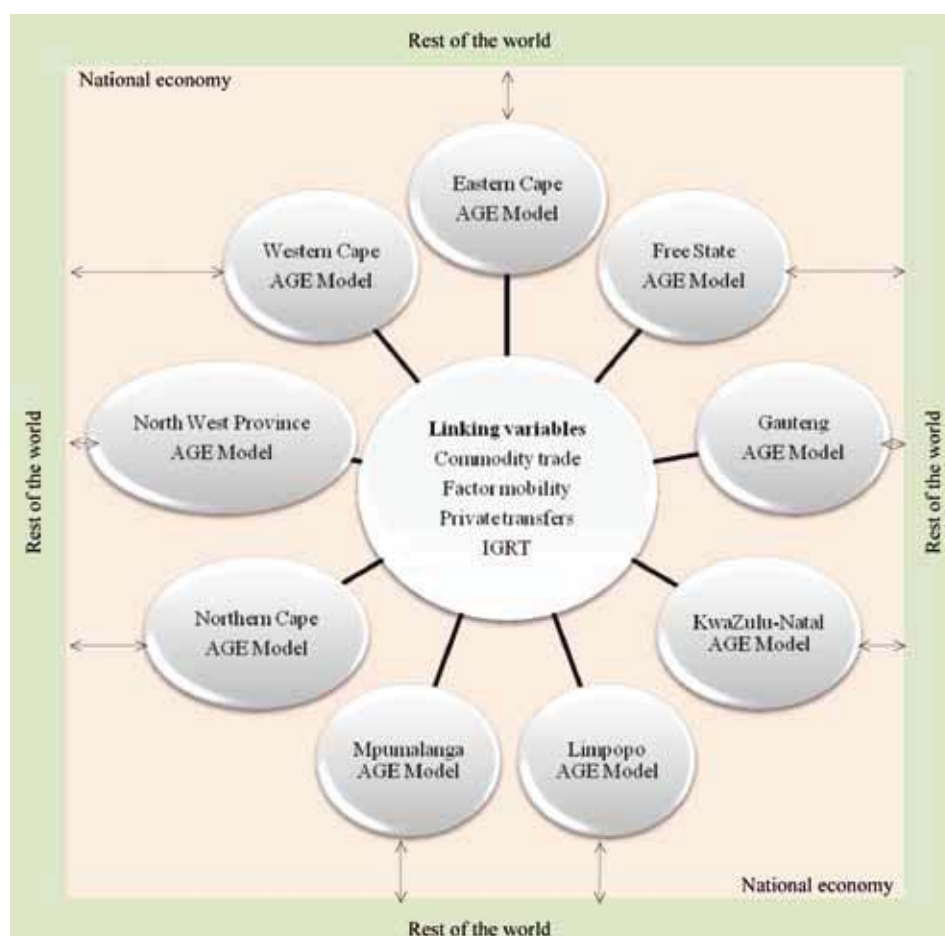 Rest of the world
National economy
Eastern Cape
AGE Model
Western Cape
AGE Model
Free State
AGE Model
North West Province
AGE Model
Linking variables
Commodity trade
Factor mobility
Private transfers
IGRT
Gauteng
AGE Model
Rest of the world
Rest of the world
Northern Cape
AGE Model
KwaZulu-Natal
AGE Model
Mpumalanga
AGE Model
Limpopo
AGE Model
National economy
Rest of the world